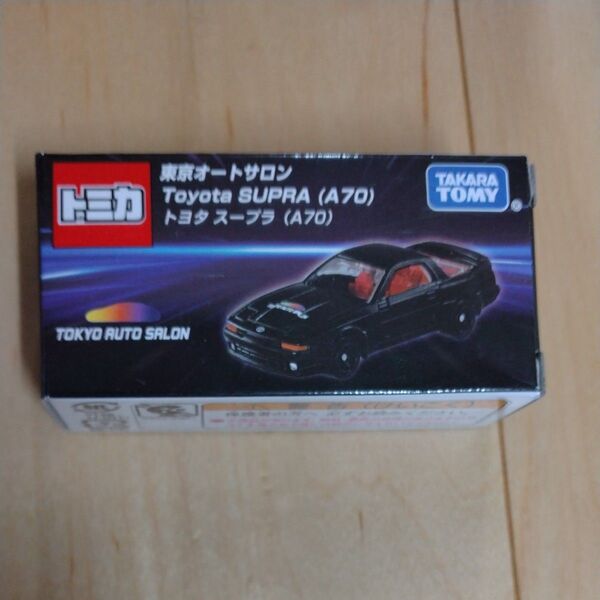 トミカ
東京オートサロン
Toyota SUPRA (A70)
トヨタ スープラ (A70)
TAKARA
TOMY
®
TOKYO AUTO SALON